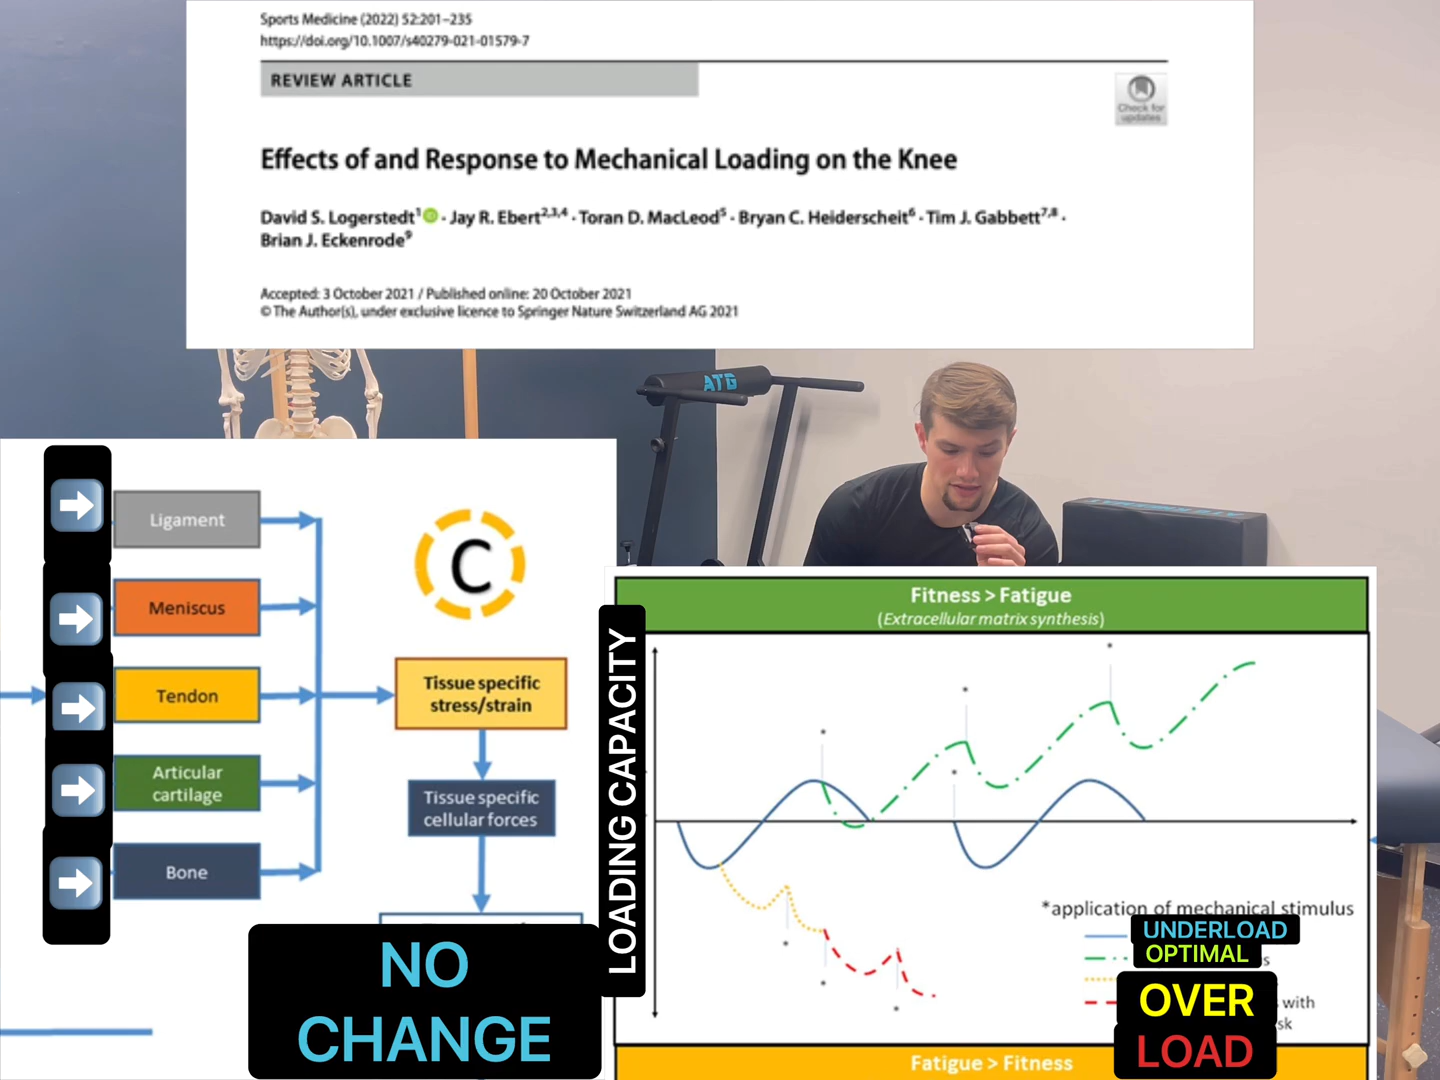 Sports Medicine (2022) 52:201–235
https://doi.org/10.1007/s40279-021-01579-7
REVIEW ARTICLE
Check for
updates
Effects of and Response to Mechanical Loading on the Knee
David S. Logerstedt1 · Jay R. Ebert2,3,4 · Toran D. MacLeod5 · Bryan C. Heiderscheit6 · Tim J. Gabbett7,8 ·
Brian J. Eckenrode9
Accepted: 3 October 2021 / Published online: 20 October 2021
© The Author(s), under exclusive licence to Springer Nature Switzerland AG 2021
ATG
Ligament
Meniscus
Tendon
Articular
cartilage
Bone
C
Tissue specific
stress/strain
Tissue specific
cellular forces
NO
CHANGE
LOADING CAPACITY
Fitness > Fatigue
(Extracellular matrix synthesis)
*application of mechanical stimulus
UNDERLOAD
OPTIMAL
OVER
with
LOAD
Fatigue > Fitness